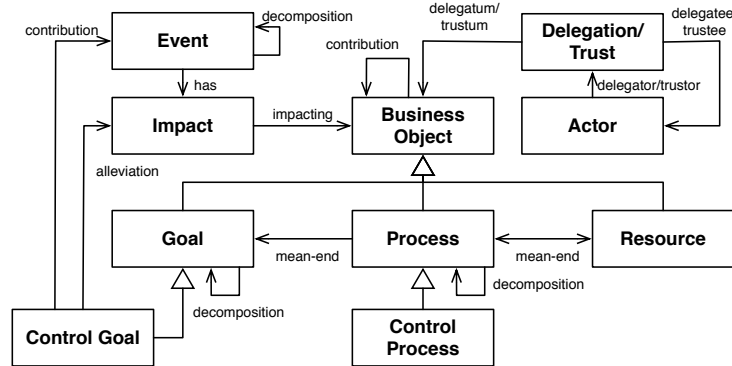 decomposition
contribution
Event
delegatum/
trustum
Delegation/
Trust
delegatee
trustee
contribution
has
delegator/trustor
Impact
impacting
Business
Object
Actor
alleviation
Goal
Process
Resource
mean-end
mean-end
decomposition
decomposition
Control Goal
Control
Process